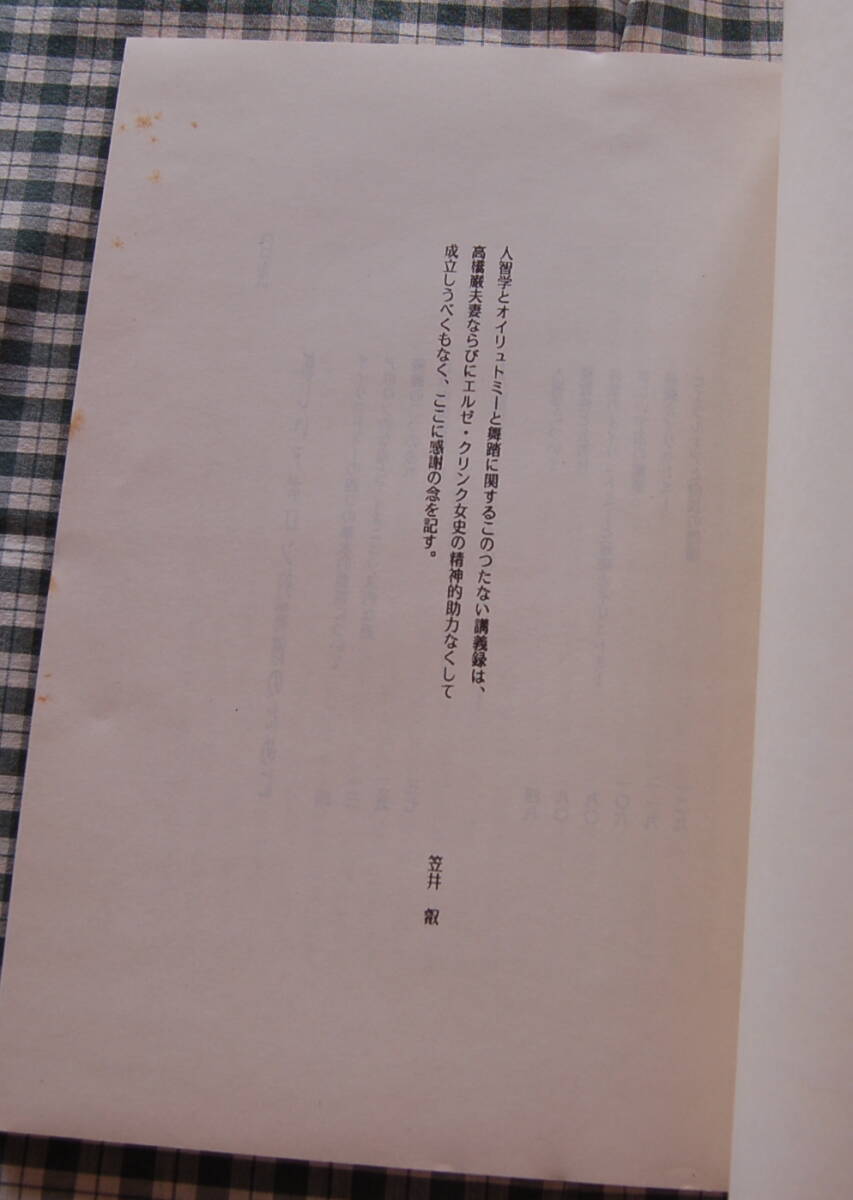 人智学とオイリュトミーと舞踏に関するこのつたない講義録は、
高橋巖夫妻ならびにエルゼ・クリンク女史の精神的助力なくして
成立しうべくもなく、ここに感謝の念を記す。
笠井 叡